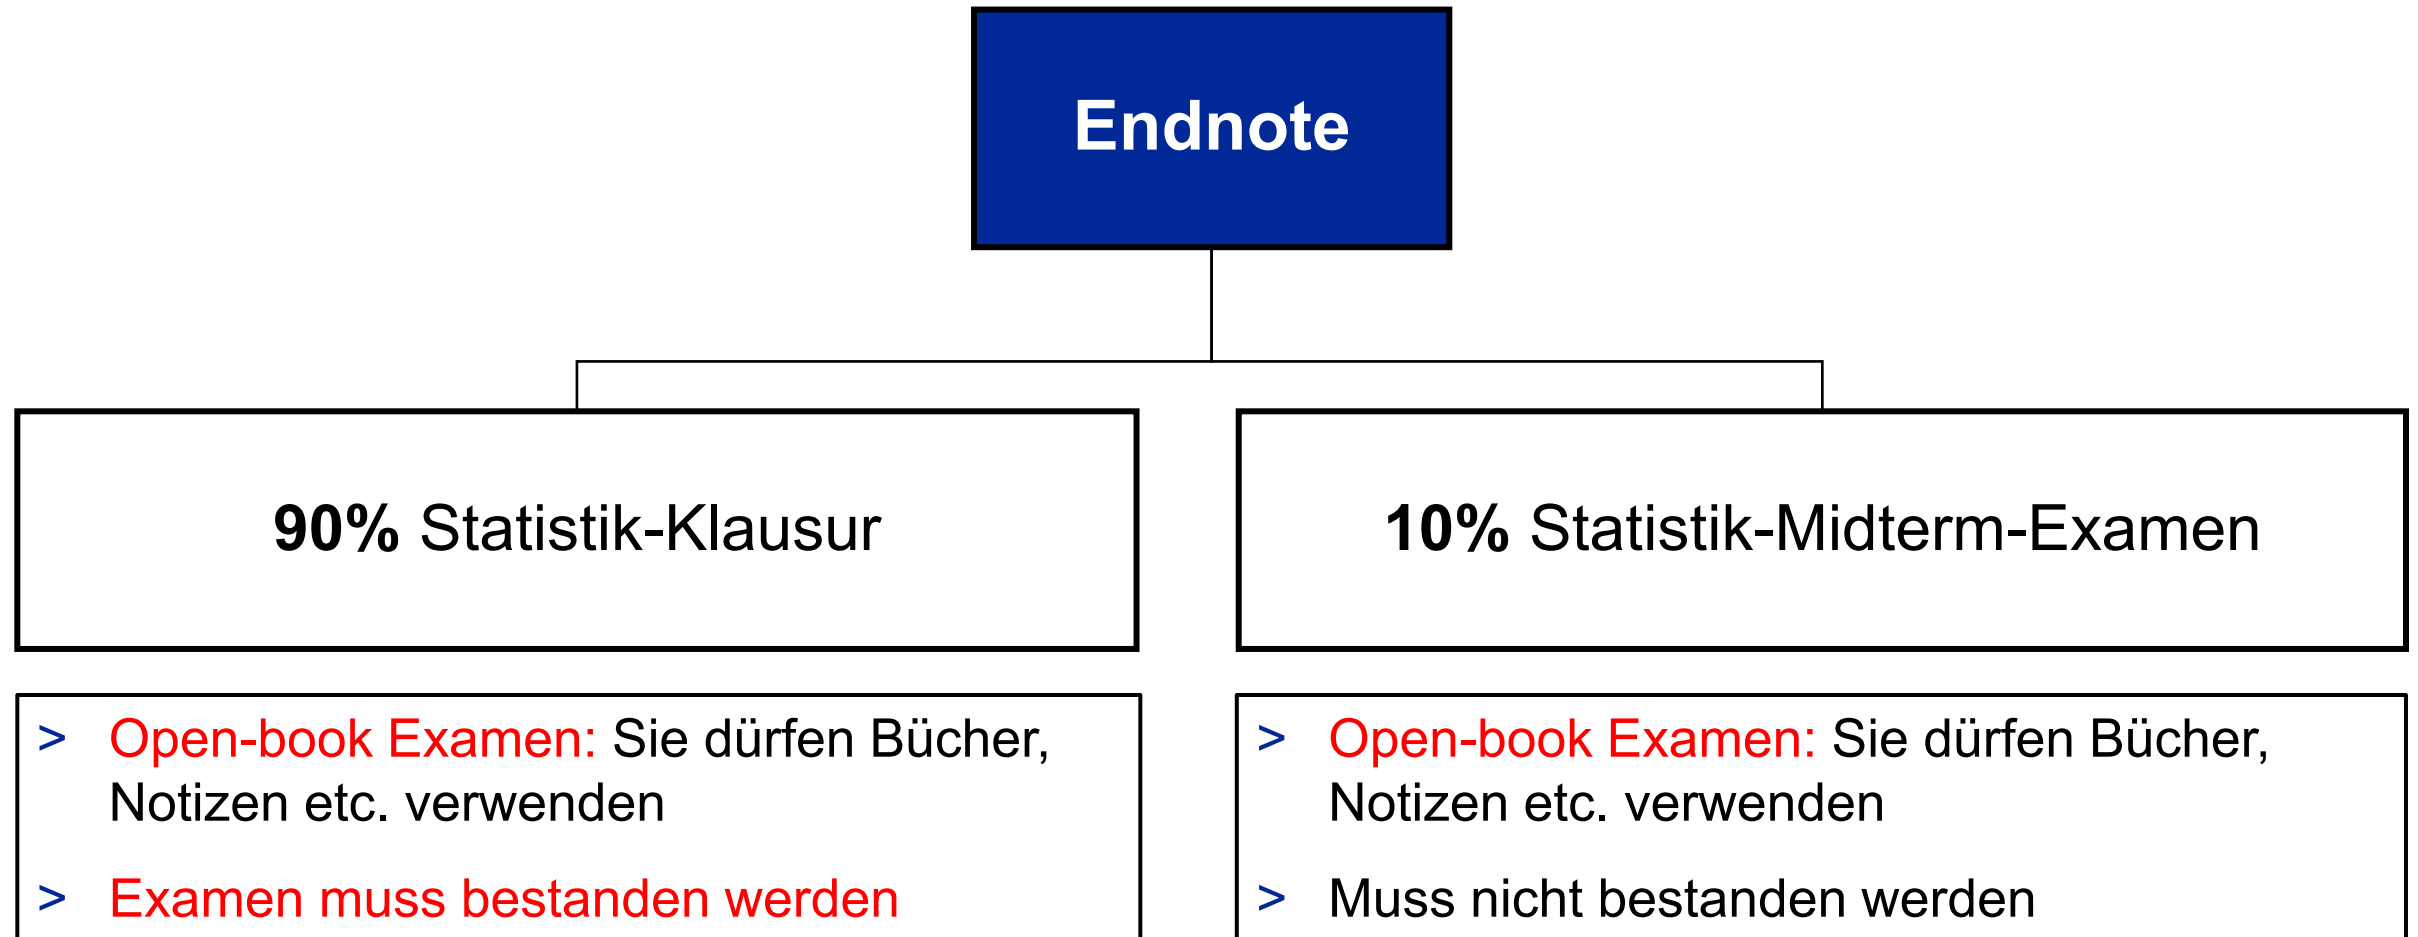 Endnote
90% Statistik-Klausur
10% Statistik-Midterm-Examen
> Open-book Examen: Sie dürfen Bücher,
Notizen etc. verwenden
> Examen muss bestanden werden
> Open-book Examen: Sie dürfen Bücher,
Notizen etc. verwenden
> Muss nicht bestanden werden